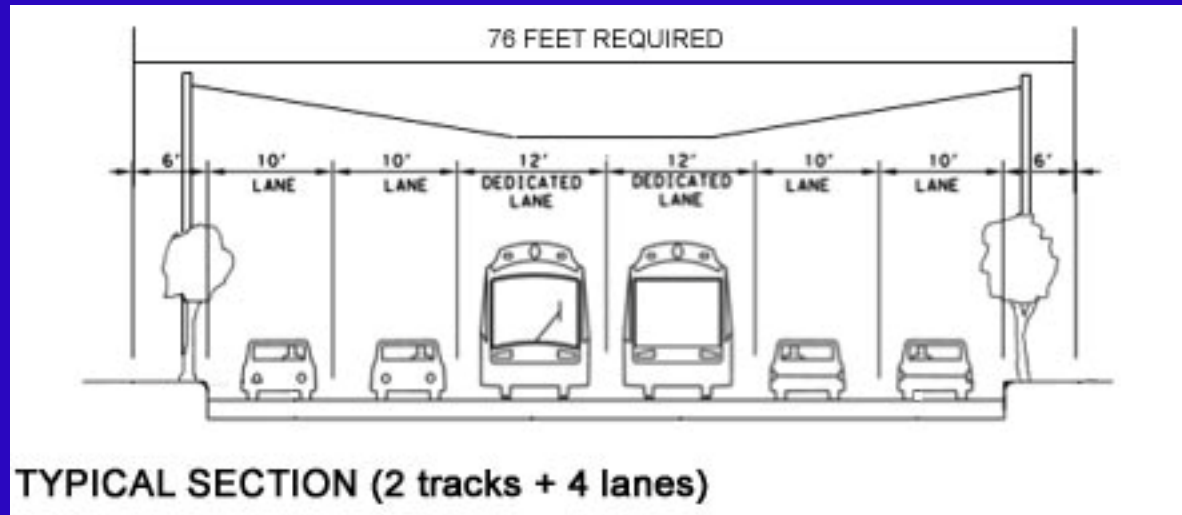 76 FEET REQUIRED
6' 10' 10' 12' 12' 10' 10' 6'
LANE LANE DEDICATED LANE DEDICATED LANE LANE LANE
TYPICAL SECTION (2 tracks + 4 lanes)